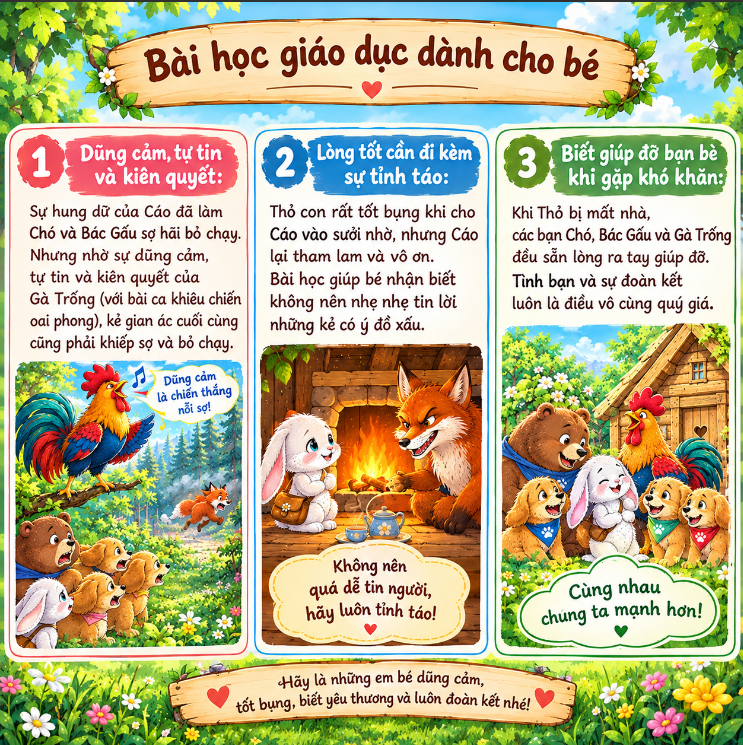 Bài học giáo dục dành cho bé
1
Dũng cảm, tự tin
và kiên quyết:
Sự hung dữ của Cáo đã làm
Chó và Bác Gấu sợ hãi bỏ chạy.
Nhưng nhờ sự dũng cảm,
tự tin và kiên quyết của
Gà Trống (với bài ca khiêu chiến
oai phong), kẻ gian ác cuối cùng
cũng phải khiếp sợ và bỏ chạy.
Dũng cảm
là chiến thắng
nỗi sợ!
2
Lòng tốt cần đi kèm
sự tỉnh táo:
Thỏ con rất tốt bụng khi cho
Cáo vào sưởi nhờ, nhưng Cáo
lại tham lam và vô ơn.
Bài học giúp bé nhận biết
không nên nhẹ nhẹ tin lời
những kẻ có ý đồ xấu.
Không nên
quá dễ tin người,
hãy luôn tỉnh táo!
3
Biết giúp đỡ bạn bè
khi gặp khó khăn:
Khi Thỏ bị mất nhà,
các bạn Chó, Bác Gấu và Gà Trống
đều sẵn lòng ra tay giúp đỡ.
Tình bạn và sự đoàn kết
luôn là điều vô cùng quý giá.
Cùng nhau
chúng ta mạnh hơn!
Hãy là những em bé dũng cảm,
tốt bụng, biết yêu thương và luôn đoàn kết nhé!